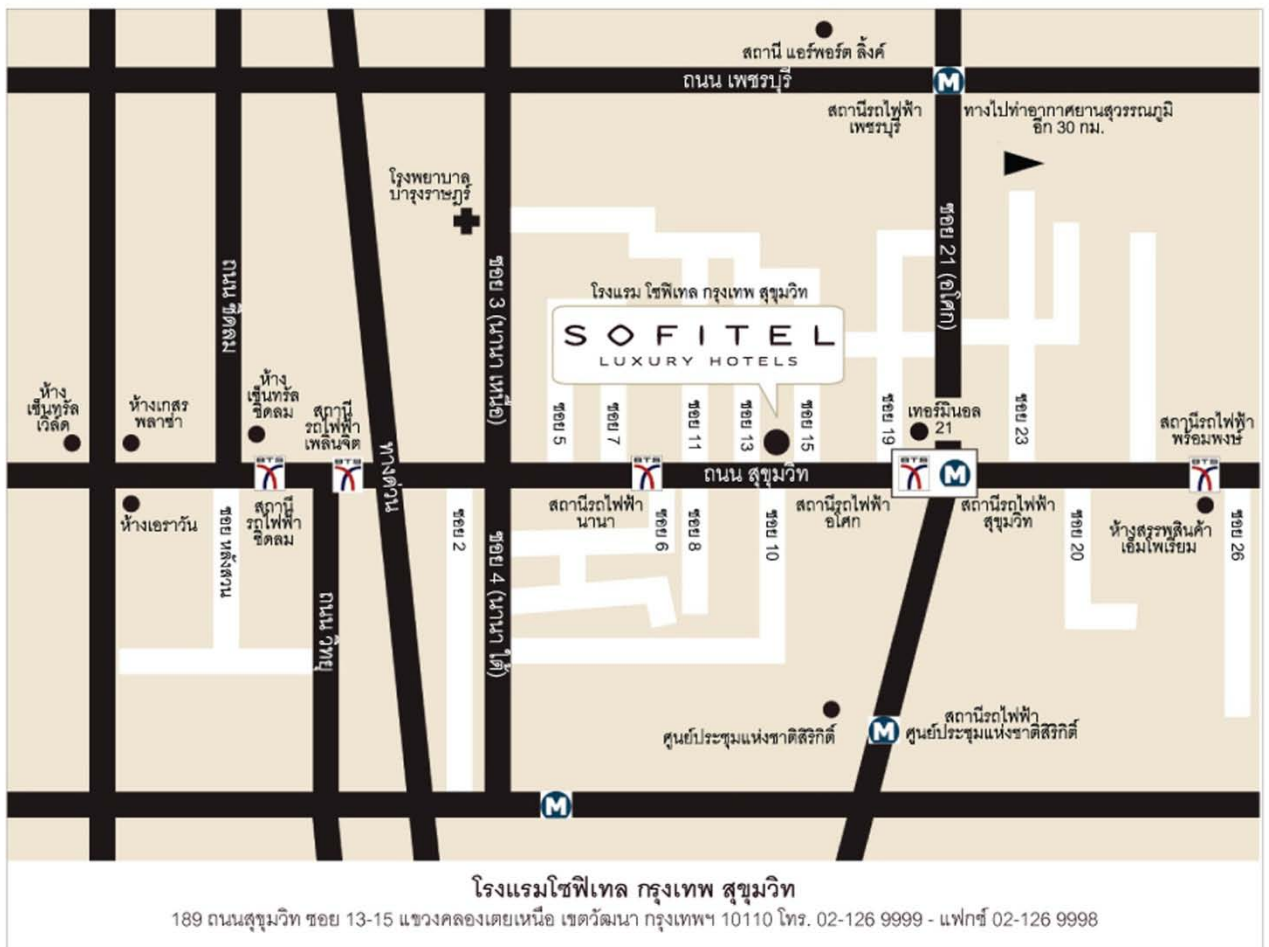 สถานี แอร์พอร์ต ลิ้งค์
ถนน เพชรบุรี
M
สถานีรถไฟฟ้า
เพชรบุรี
ทางไปท่าอากาศยานสุวรรณภูมิ
อีก 30 กม.
โรงพยาบาล
บำรุงราษฎร์
ถนน ชิดลม
ซอย 3 (นานา เหนือ)
ซอย 21 (อโศก)
โรงแรม โซฟิเทล กรุงเทพ สุขุมวิท
SOFITEL
LUXURY HOTELS
ห้าง
เซ็นทรัล
เวิลด์
ห้างเกสร
พลาซ่า
ห้าง
เซ็นทรัล
ชิดลม
สถานี
รถไฟฟ้า
เพลินจิต
ทางด่วน
ซอย 5
ซอย 7
ซอย 11
ซอย 13
ซอย 15
ซอย 19
เทอร์มินอล
21
ซอย 23
สถานีรถไฟฟ้า
พร้อมพงษ์
BTS
BTS
BTS
ถนน สุขุมวิท
BTS
M
BTS
ห้างเอราวัน
ซอย หลังสวน
สถานี
รถไฟฟ้า
ชิดลม
ถนน วิทยุ
ซอย 2
ซอย 4 (นานา ใต้)
สถานีรถไฟฟ้า
นานา
ซอย 6
ซอย 8
ซอย 10
สถานีรถไฟฟ้า
อโศก
สถานีรถไฟฟ้า
สุขุมวิท
ซอย 20
ห้างสรรพสินค้า
เอ็มโพเรียม
ซอย 26
ศูนย์ประชุมแห่งชาติสิริกิติ์
M
สถานีรถไฟฟ้า
ศูนย์ประชุมแห่งชาติสิริกิติ์
M
โรงแรมโซฟิเทล กรุงเทพ สุขุมวิท
189 ถนนสุขุมวิท ซอย 13-15 แขวงคลองเตยเหนือ เขตวัฒนา กรุงเทพฯ 10110 โทร. 02-126 9999 - แฟกซ์ 02-126 9998